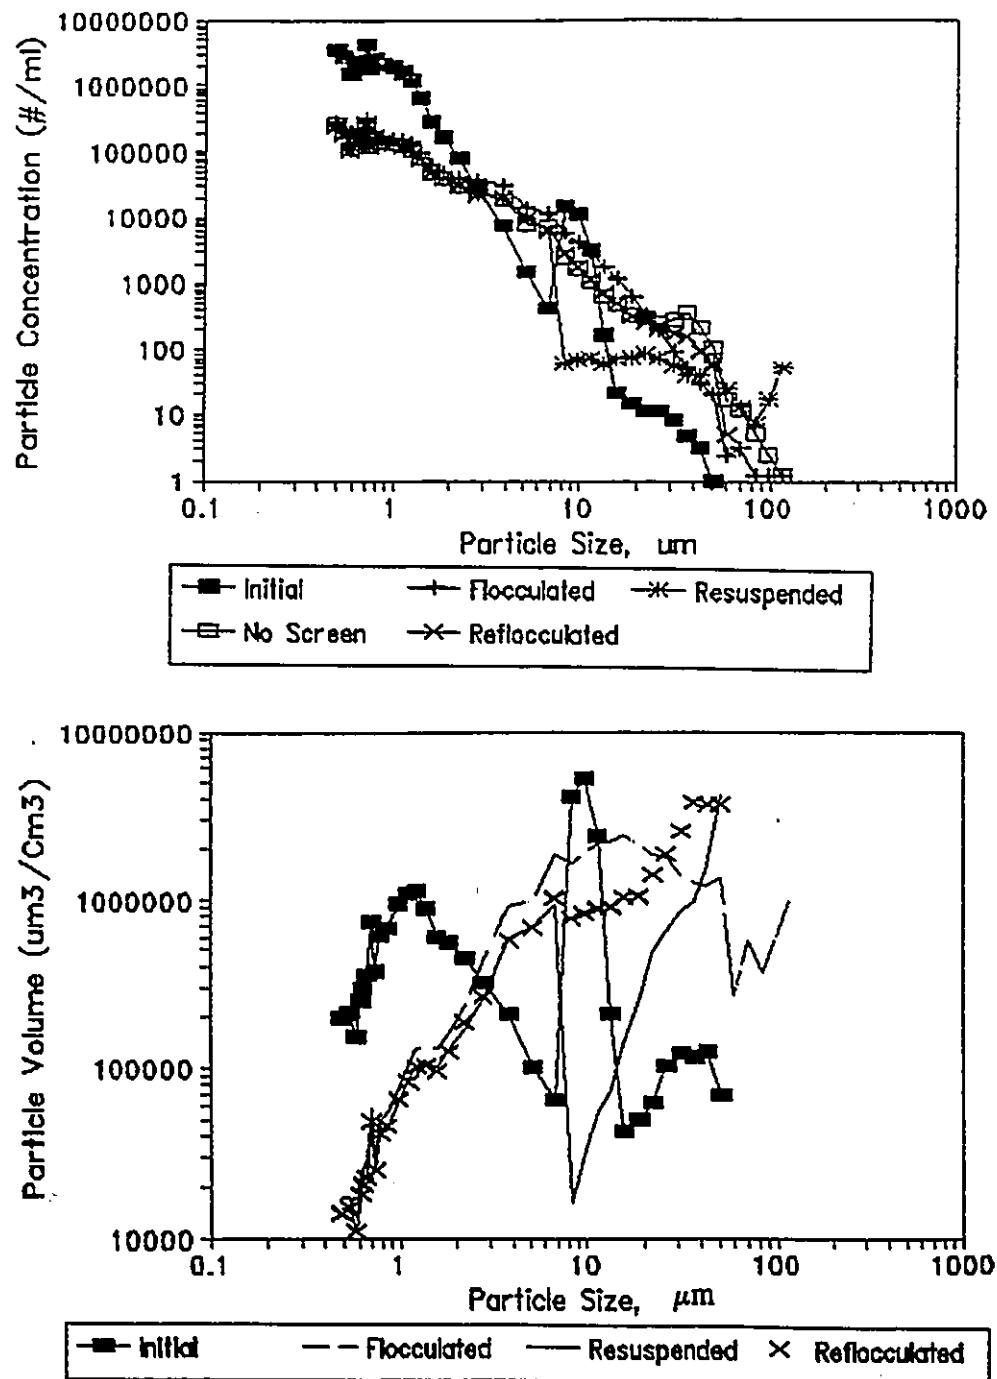 Particle Concentration (#/ml)
10000000
1000000
100000
10000
1000
100
10
1
0.1
1
10
100
1000
Particle Size, um
Initial
Flocculated
Resuspended
No Screen
Reflocculated
Particle Volume (um3/Cm3)
10000000
1000000
100000
10000
0.1
1
10
100
1000
Particle Size, μm
Initial
Flocculated
Resuspended
Reflocculated